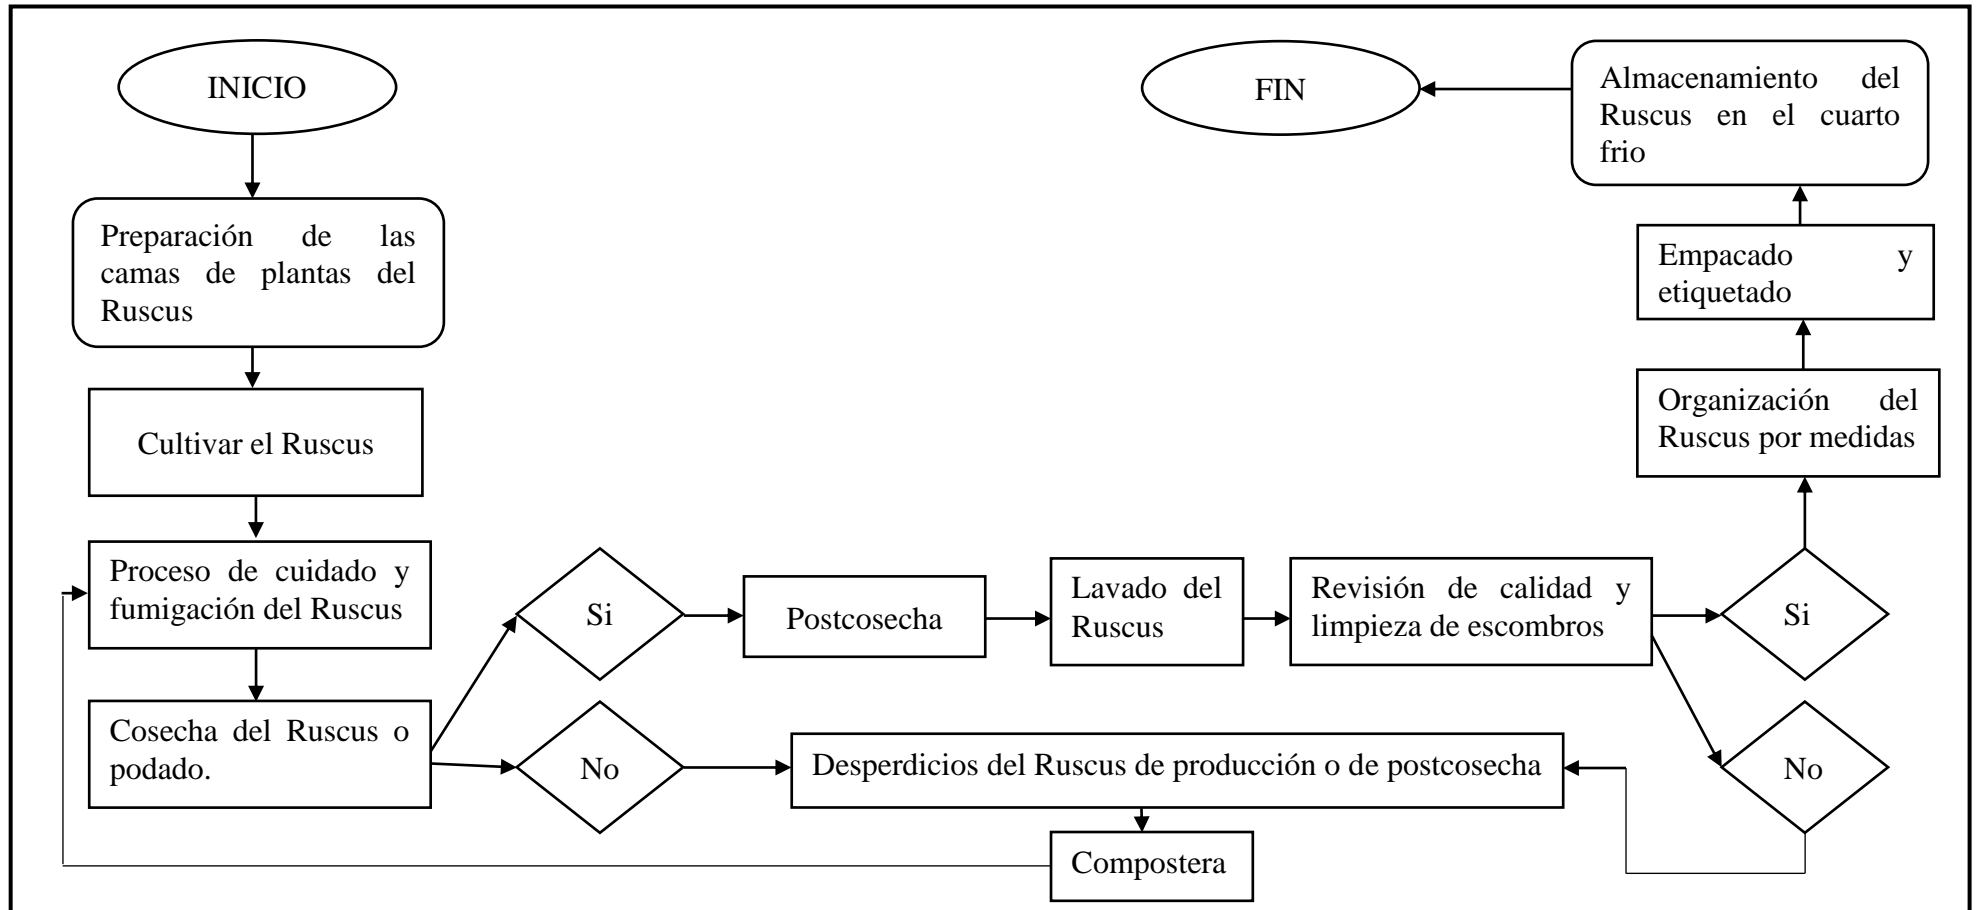 INICIO
Preparación de las
camas de plantas del
Ruscus
Cultivar el Ruscus
Proceso de cuidado y
fumigación del Ruscus
Cosecha del Ruscus o
podado.
Si
No
Postcosecha
Lavado del
Ruscus
Revisión de calidad y
limpieza de escombros
Desperdicios del Ruscus de producción o de postcosecha
Compostera
Si
No
Organización del
Ruscus por medidas
Empacado y
etiquetado
Almacenamiento del
Ruscus en el cuarto
frio
FIN